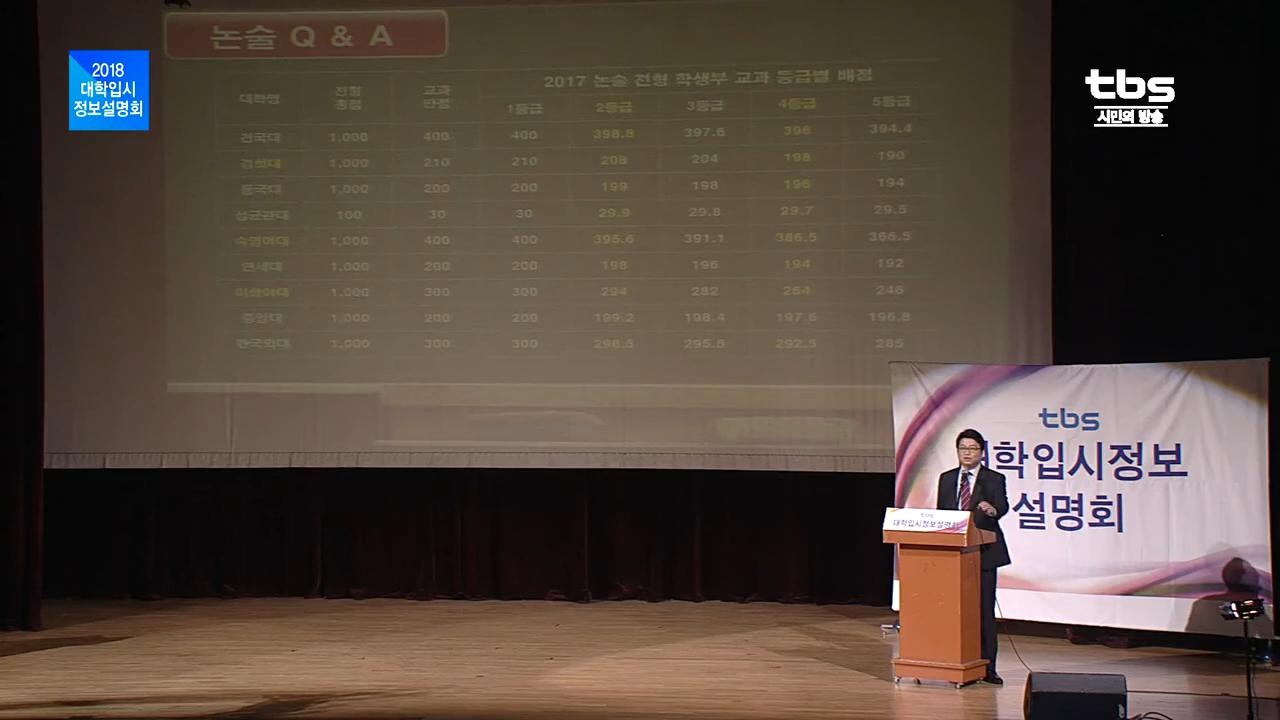 2018
대학입시
정보설명회
tbs
시민의 방송
논술 Q & A
대학명 전형 총점 교과 만점 2017 논술 전형 학생부 교과 등급별 배점
1등급 2등급 3등급 4등급 5등급
건국대 1,000 400 400 398.8 397.6 396 394.4
경희대 1,000 210 210 208 204 198 190
동국대 1,000 200 200 199 198 196 194
성균관대 100 30 30 29.9 29.8 29.7 29.5
숙명여대 1,000 400 400 395.6 391.1 386.5 366.5
연세대 1,000 200 200 198 196 194 192
이화여대 1,000 300 300 294 282 264 246
중앙대 1,000 200 200 199.2 198.4 197.6 196.8
한국외대 1,000 300 300 298.5 295.5 292.5 285
tbs
학입시정보
설명회
tbs
대학입시정보설명회